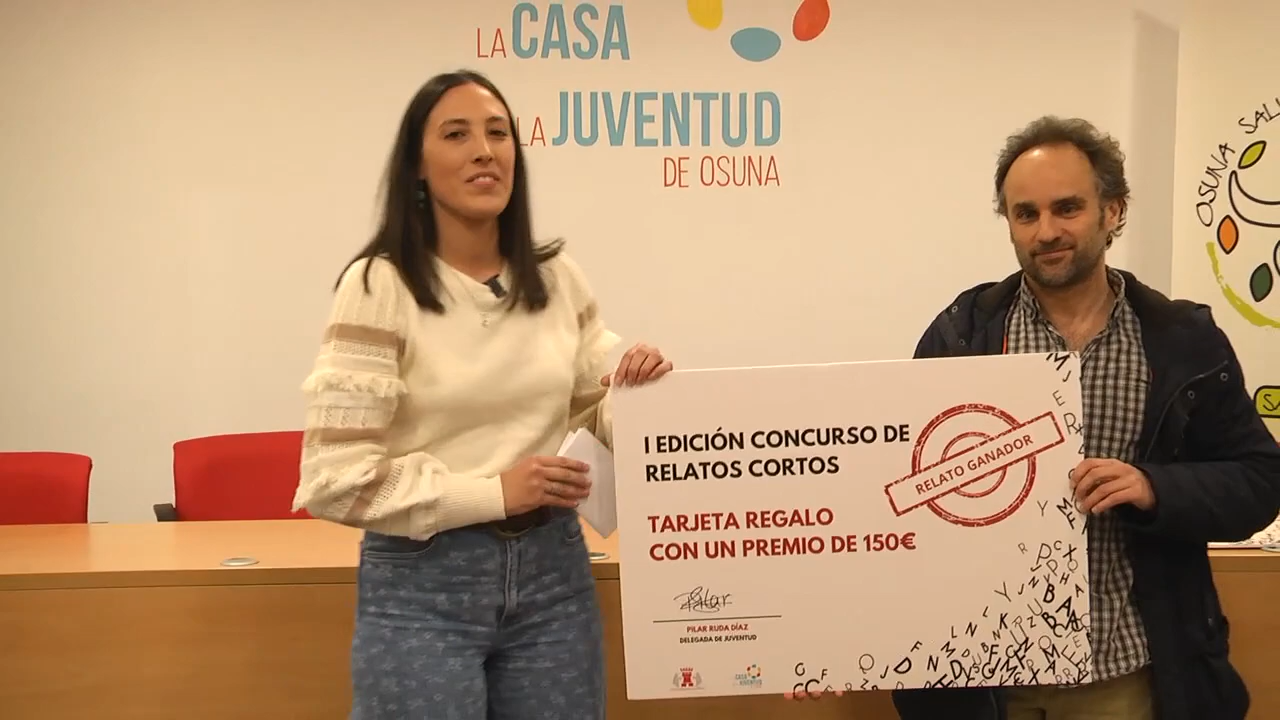 LA CASA
LA JUVENTUD
DE OSUNA
OSUNA
I EDICIÓN CONCURSO DE
RELATOS CORTOS
RELATO GANADOR
TARJETA REGALO
CON UN PREMIO DE 150€
Pilar
PILAR RUDA DÍAZ
DELEGADA DE JUVENTUD